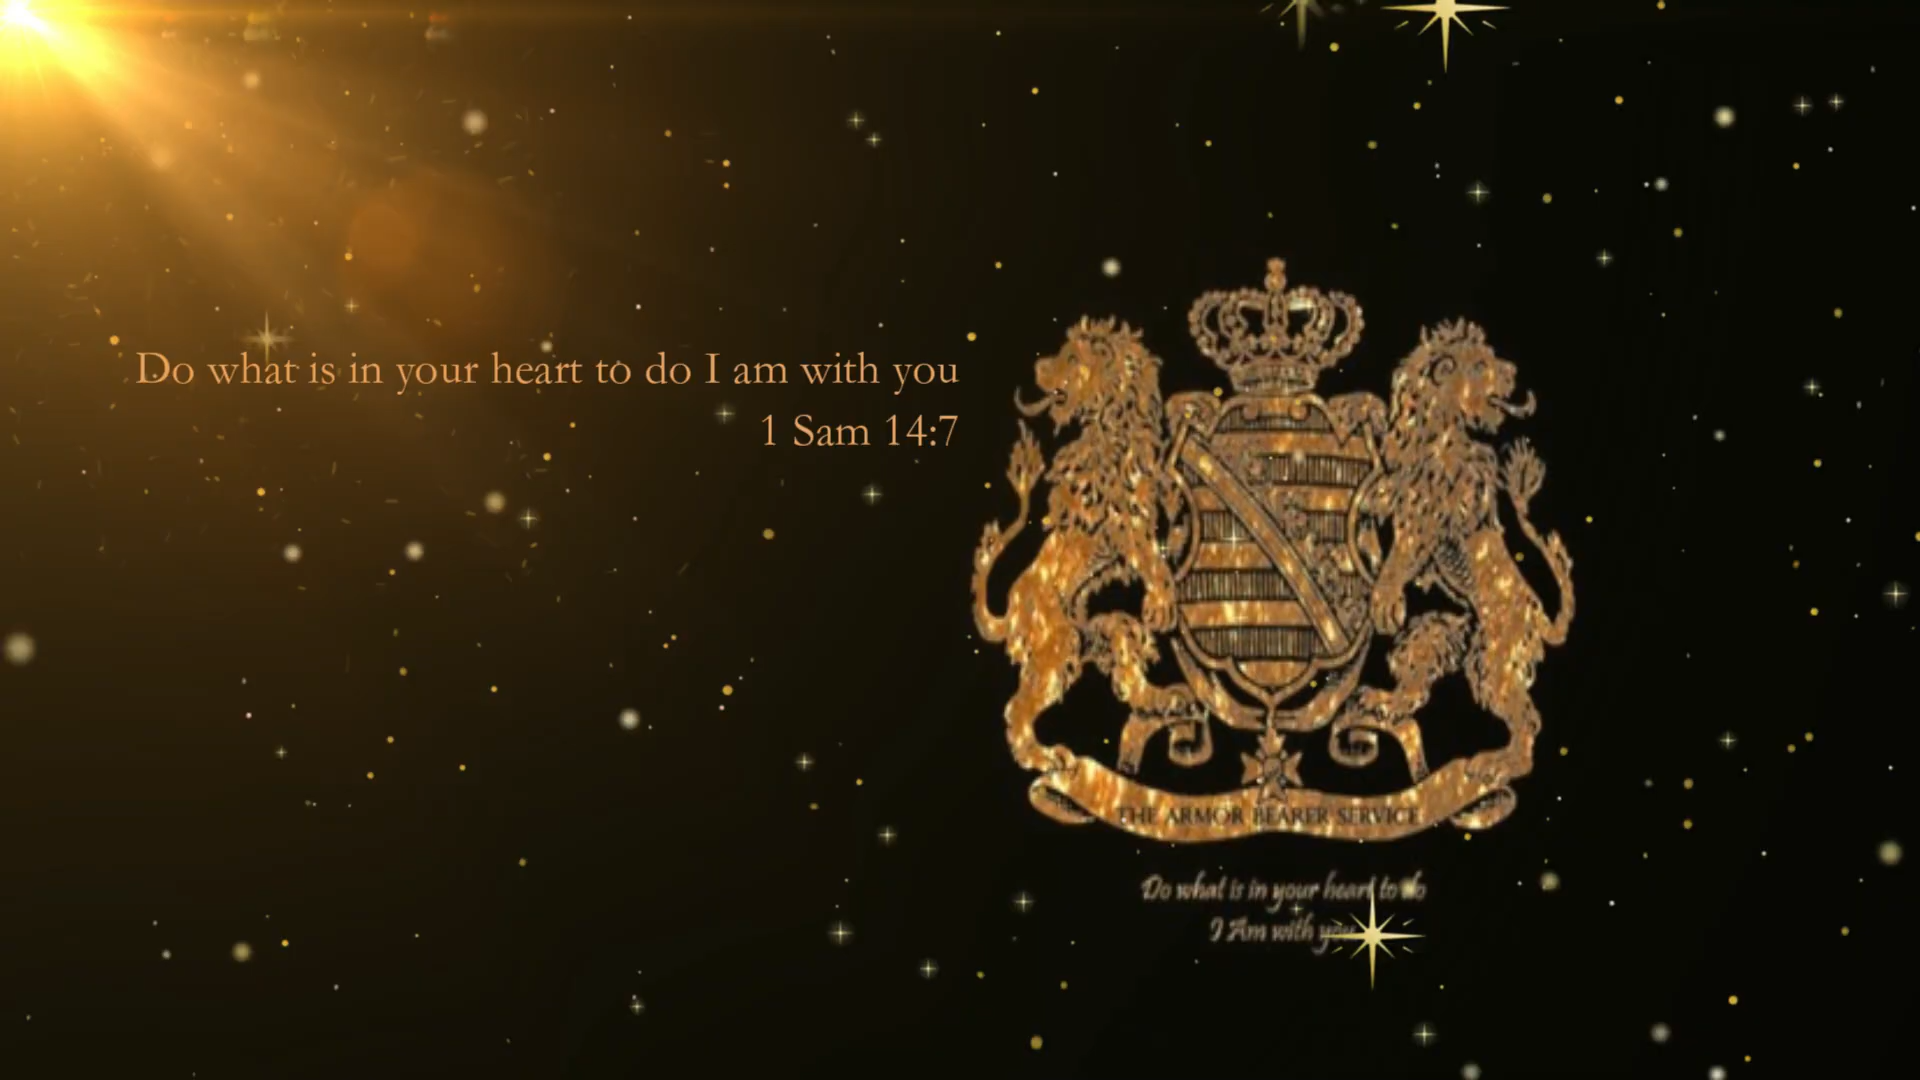 Do what is in your heart to do I am with you
1 Sam 14:7
THE ARMOR BEARER SERVICE
Do what is in your heart to do
I Am with you